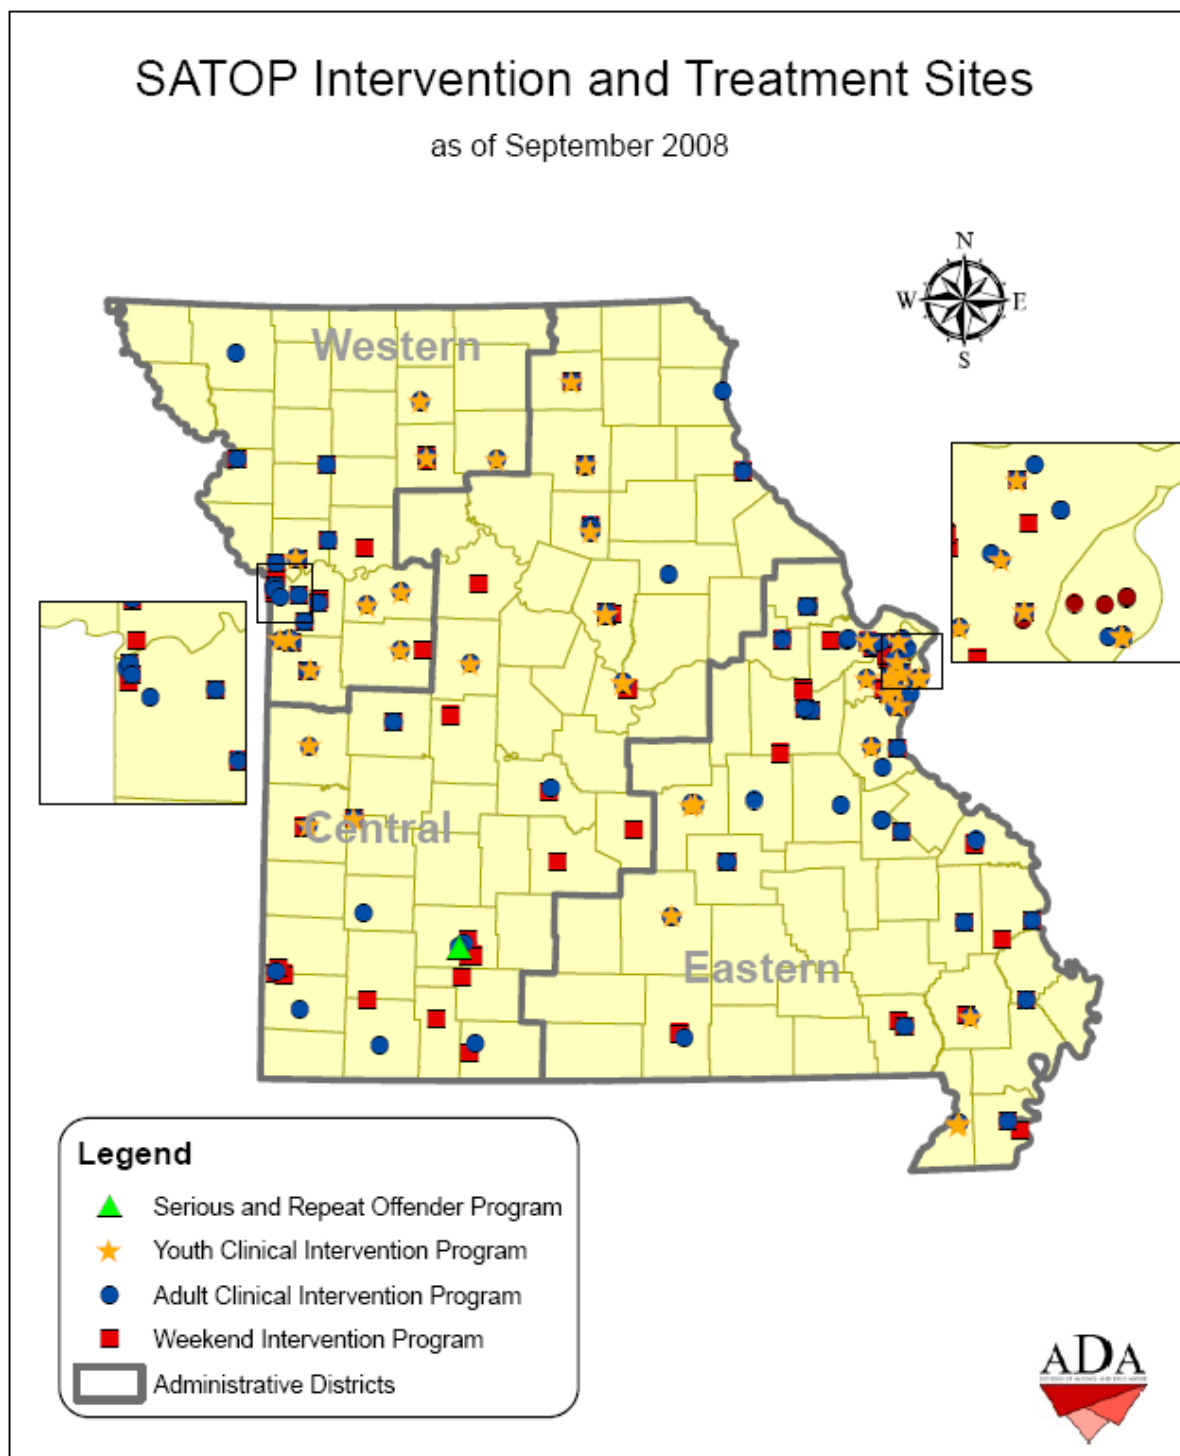 SATOP Intervention and Treatment Sites
as of September 2008
N
W E
S
Western
Central
Eastern
Legend
Serious and Repeat Offender Program
Youth Clinical Intervention Program
Adult Clinical Intervention Program
Weekend Intervention Program
Administrative Districts
ADA